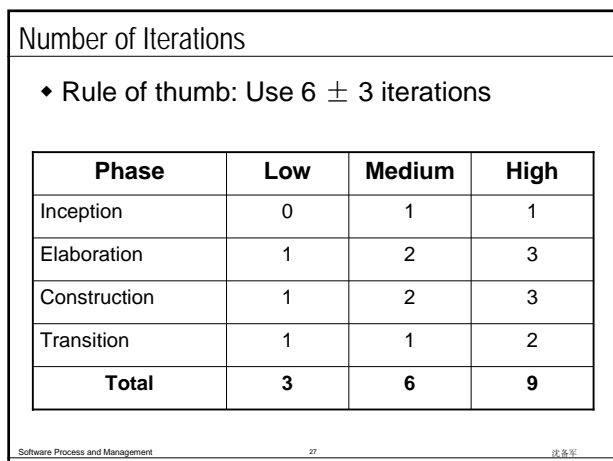 Number of Iterations
◆ Rule of thumb: Use 6 ± 3 iterations
Phase Low Medium High
Inception 0 1 1
Elaboration 1 2 3
Construction 1 2 3
Transition 1 1 2
Total 3 6 9
Software Process and Management 27 沈备军